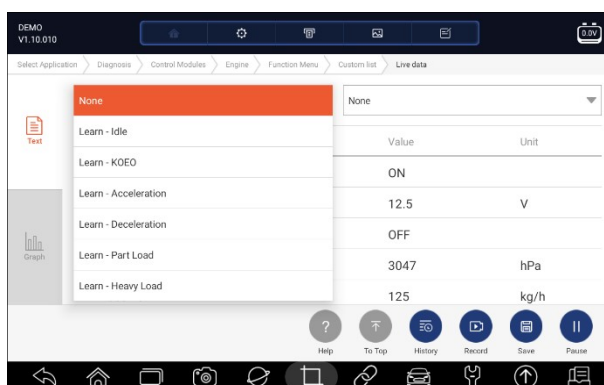 DEMO
V1.10.010
0.0V
Select Application Diagnosis Control Modules Engine Function Menu Custom list Live data
None None
Text
Learn - Idle Value Unit
Learn - KOEO ON
Learn - Acceleration 12.5 V
Learn - Deceleration OFF
Graph
Learn - Part Load 3047 hPa
Learn - Heavy Load 125 kg/h
? Help To Top History Record Save Pause